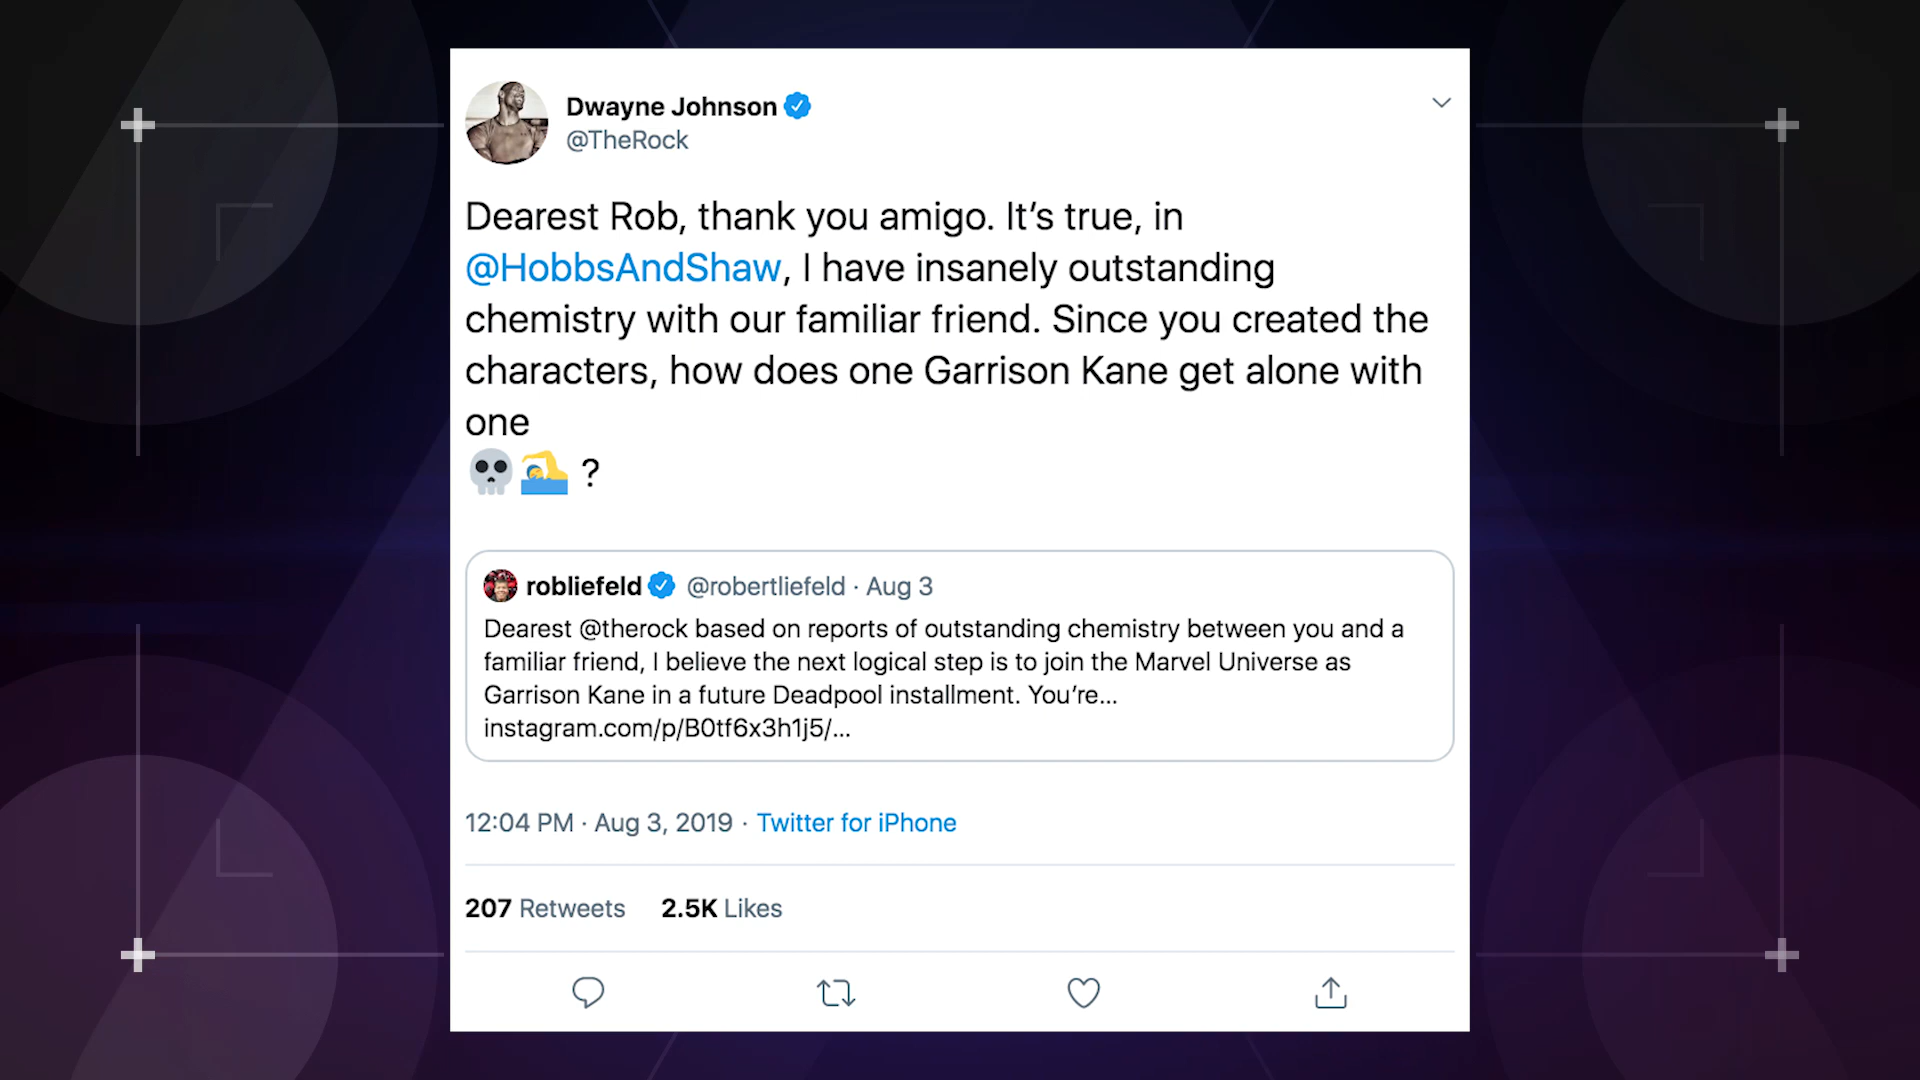 Dwayne Johnson
@TheRock
Dearest Rob, thank you amigo. It’s true, in
@HobbsAndShaw, I have insanely outstanding
chemistry with our familiar friend. Since you created the
characters, how does one Garrison Kane get alone with
one
💀🏊 ?
robliefeld @robertliefeld · Aug 3
Dearest @therock based on reports of outstanding chemistry between you and a
familiar friend, I believe the next logical step is to join the Marvel Universe as
Garrison Kane in a future Deadpool installment. You’re...
instagram.com/p/B0tf6x3h1j5/...
12:04 PM · Aug 3, 2019 · Twitter for iPhone
207 Retweets 2.5K Likes